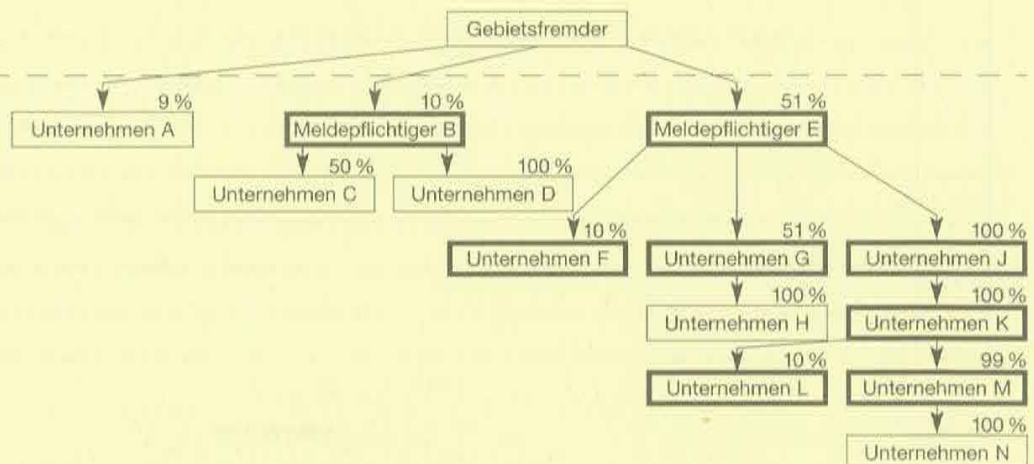 Gebietsfremder
9 %
10 %
51 %
Unternehmen A
Meldepflichtiger B
Meldepflichtiger E
50 %
100 %
Unternehmen C
Unternehmen D
10 %
51 %
100 %
Unternehmen F
Unternehmen G
Unternehmen J
100 %
100 %
Unternehmen H
Unternehmen K
10 %
99 %
Unternehmen L
Unternehmen M
100 %
Unternehmen N